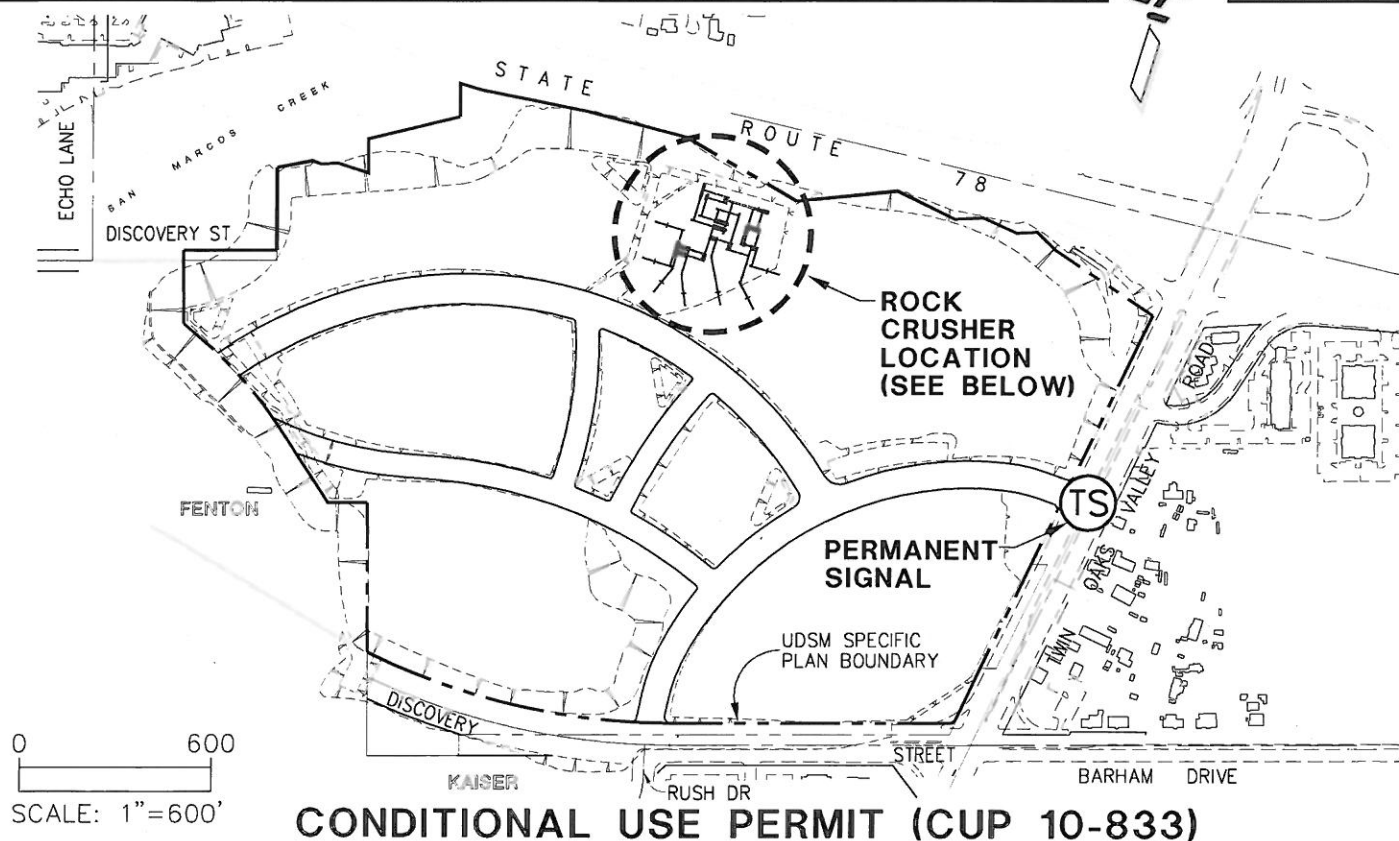 STATE
ROUTE
78
SAN MARCOS CREEK
ECHO LANE
DISCOVERY ST
ROCK
CRUSHER
LOCATION
(SEE BELOW)
ROAD
VALLEY
OAKS
TWIN
TS
FENTON
PERMANENT
SIGNAL
UDSM SPECIFIC
PLAN BOUNDARY
DISCOVERY
STREET
KAISER
RUSH DR
BARHAM DRIVE
0 600
SCALE: 1"=600'
CONDITIONAL USE PERMIT (CUP 10-833)